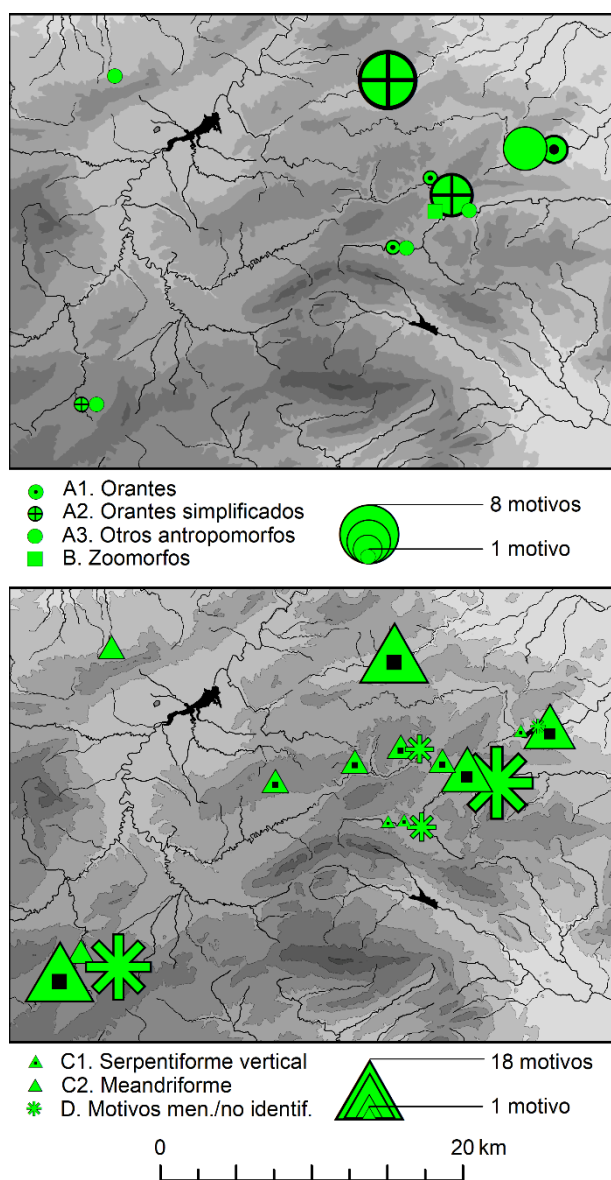 A1. Orantes
A2. Orantes simplificados
A3. Otros antropomorfos
B. Zoomorfos
8 motivos
1 motivo
C1. Serpentiforme vertical
C2. Meandriforme
D. Motivos men./no identif.
18 motivos
1 motivo
0 20 km